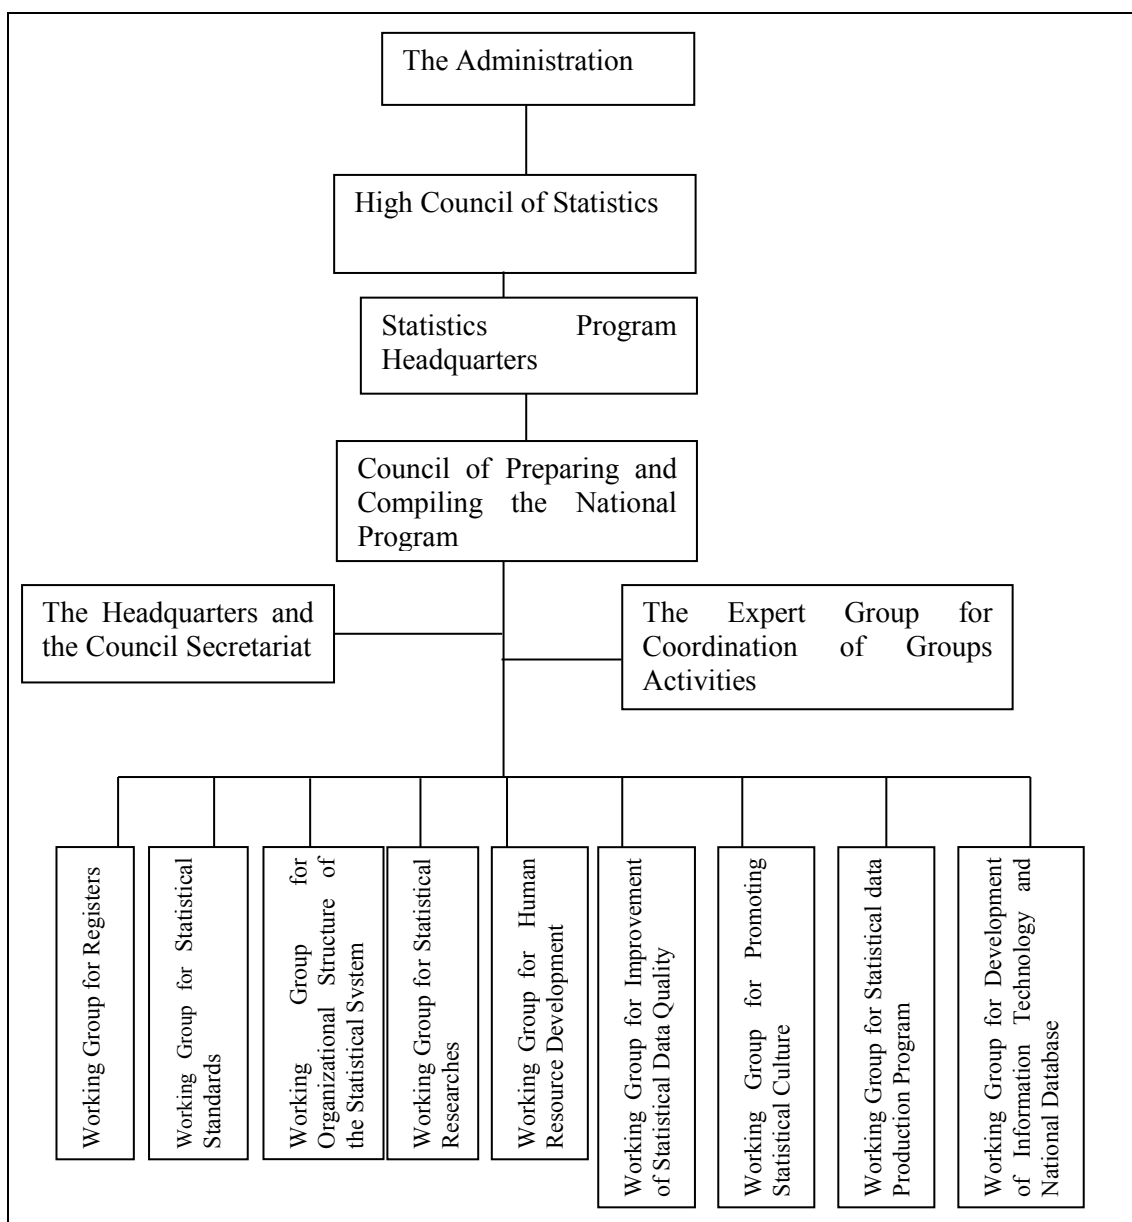 The Administration
High Council of Statistics
Statistics Program
Headquarters
Council of Preparing and
Compiling the National
Program
The Headquarters and
the Council Secretariat
The Expert Group for
Coordination of Groups
Activities
Working Group for Registers
Working Group for Statistical
Standards
Working Group for
Organizational Structure of
the Statistical System
Working Group for Statistical
Researches
Working Group for Human
Resource Development
Working Group for Improvement
of Statistical Data Quality
Working Group for Promoting
Statistical Culture
Working Group for Statistical data
Production Program
Working Group for Development
of Information Technology and
National Database